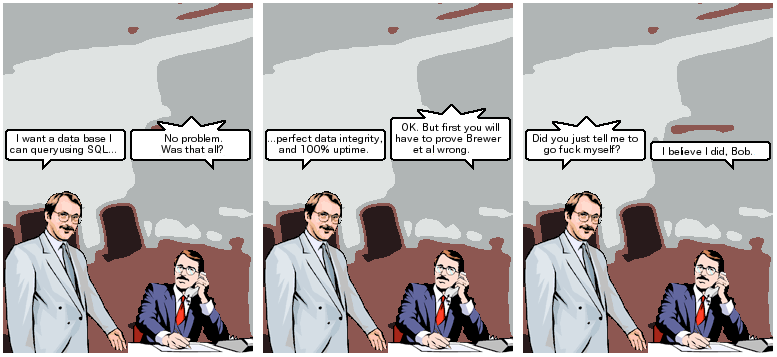 I want a data base I
can queryusing SQL...
No problem.
Was that all?
...perfect data integrity,
and 100% uptime.
OK. But first you will
have to prove Brewer
et al wrong.
Did you just tell me to
go fuck myself?
I believe I did, Bob.